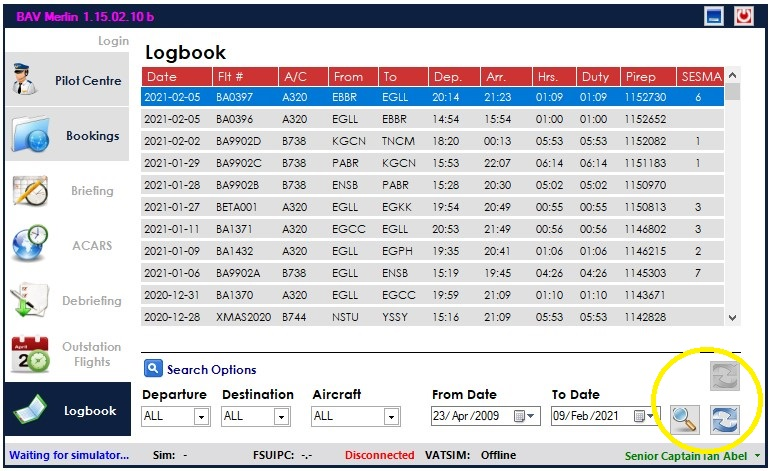 BAV Merlin 1.15.02.10 b
Login
Pilot Centre
Bookings
Briefing
ACARS
Debriefing
April
2
Outstation
Flights
Logbook
Logbook
Date Flt # A/C From To Dep. Arr. Hrs. Duty Pirep SESMA
2021-02-05 BA0397 A320 EBBR EGLL 20:14 21:23 01:09 01:09 1152730 6
2021-02-05 BA0396 A320 EGLL EBBR 14:54 15:54 01:00 01:00 1152652
2021-02-02 BA9902D B738 KGCN TNCM 18:20 00:13 05:53 05:53 1152082 1
2021-01-29 BA9902C B738 PABR KGCN 15:53 22:07 06:14 06:14 1151183 1
2021-01-28 BA9902B B738 ENSB PABR 15:28 20:30 05:02 05:02 1150970
2021-01-27 BETA001 A320 EGLL EGKK 19:54 20:49 00:55 00:55 1150813 3
2021-01-11 BA1371 A320 EGCC EGLL 20:53 21:49 00:56 00:56 1146802 3
2021-01-09 BA1432 A320 EGLL EGPH 19:35 20:41 01:06 01:06 1146215 2
2021-01-06 BA9902A B738 EGLL ENSB 15:19 19:45 04:26 04:26 1145303 7
2020-12-31 BA1370 A320 EGLL EGCC 19:59 21:09 01:10 01:10 1143671
2020-12-28 XMAS2020 B744 NSTU YSSY 15:16 21:09 05:53 05:53 1142828
Search Options
Departure Destination Aircraft From Date To Date
ALL ALL ALL 23/Apr/2009 09/Feb/2021
Waiting for simulator... Sim: - FSUIPC: -.- Disconnected VATSIM: Offline Senior Captain Ian Abel